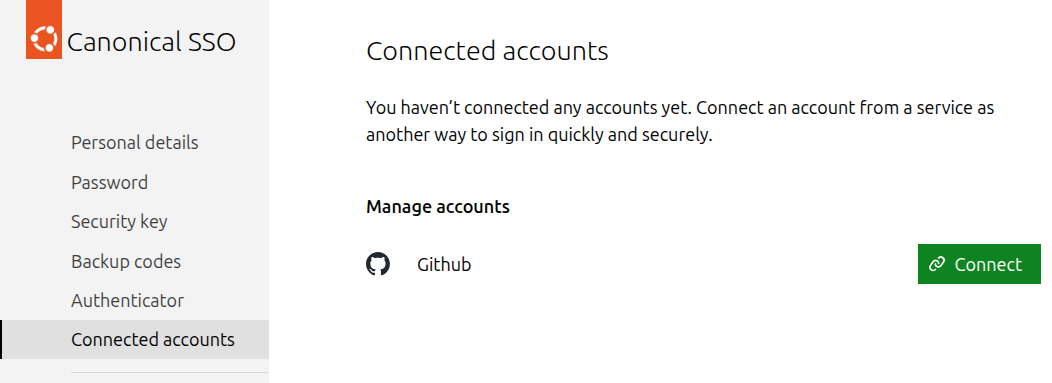 Canonical SSO
Personal details
Password
Security key
Backup codes
Authenticator
Connected accounts
Connected accounts
You haven’t connected any accounts yet. Connect an account from a service as
another way to sign in quickly and securely.
Manage accounts
Github
Connect